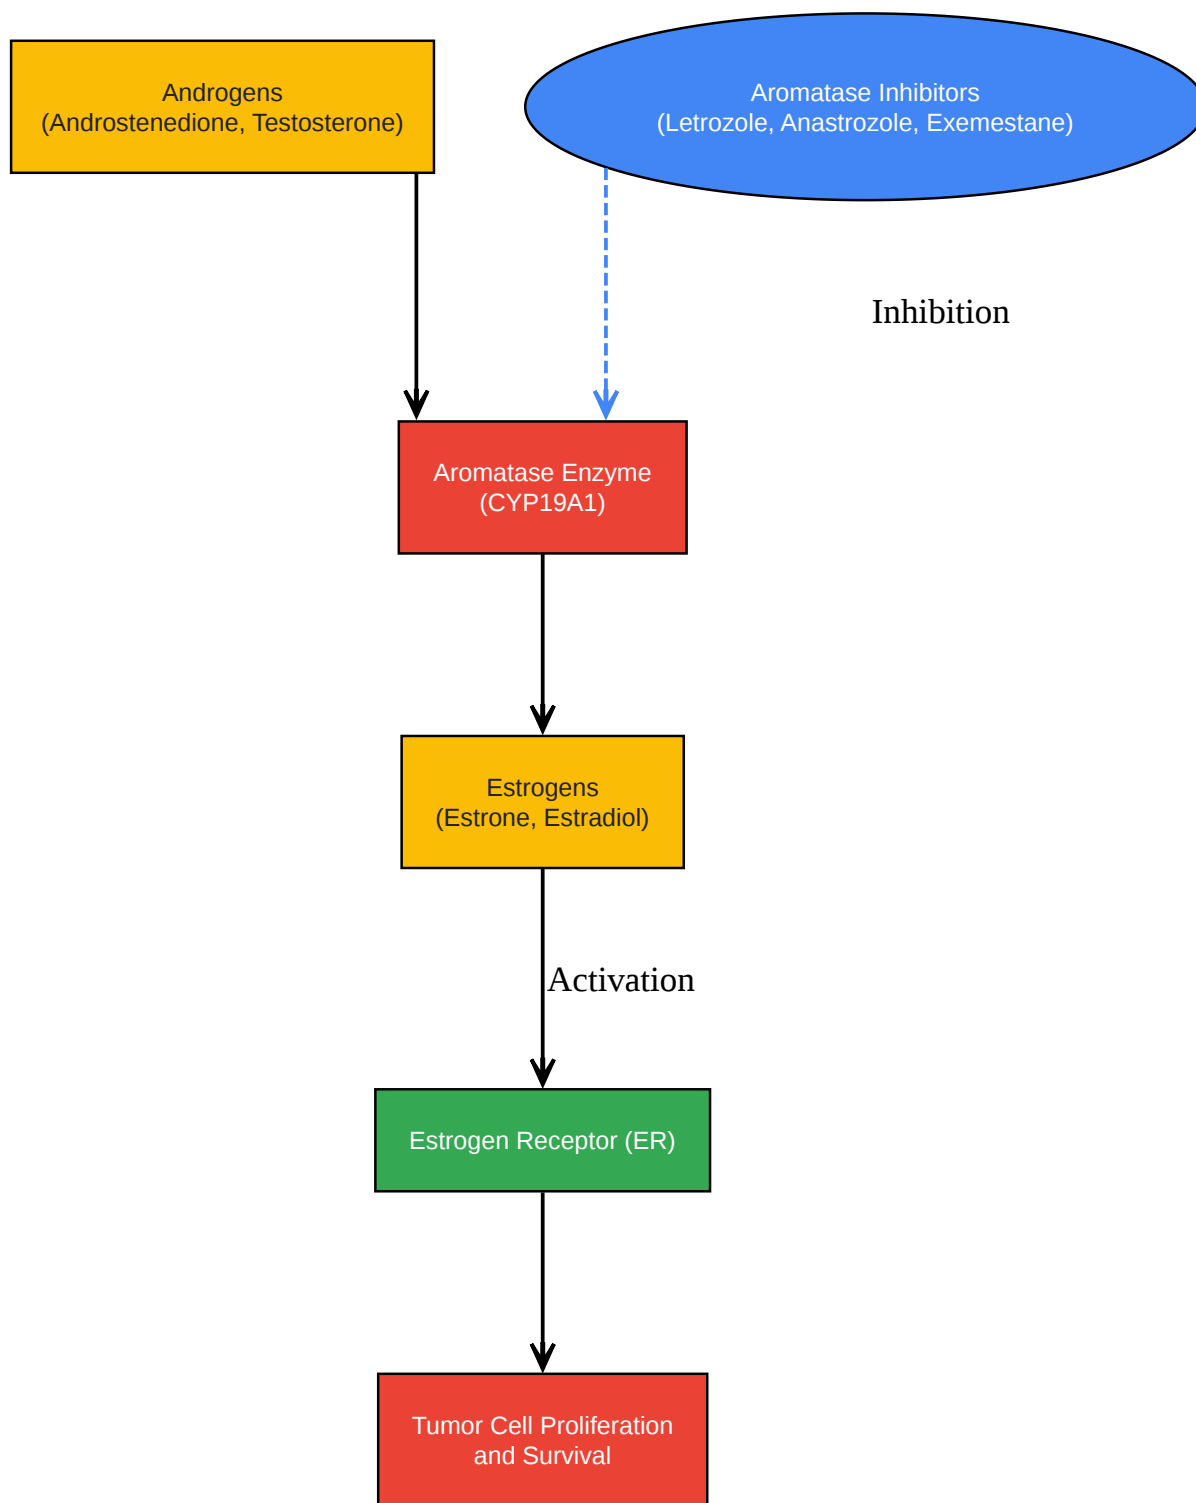 Androgens
(Androstenedione, Testosterone)
Aromatase Inhibitors
(Letrozole, Anastrozole, Exemestane)
Inhibition
Aromatase Enzyme
(CYP19A1)
Estrogens
(Estrone, Estradiol)
Activation
Estrogen Receptor (ER)
Tumor Cell Proliferation
and Survival